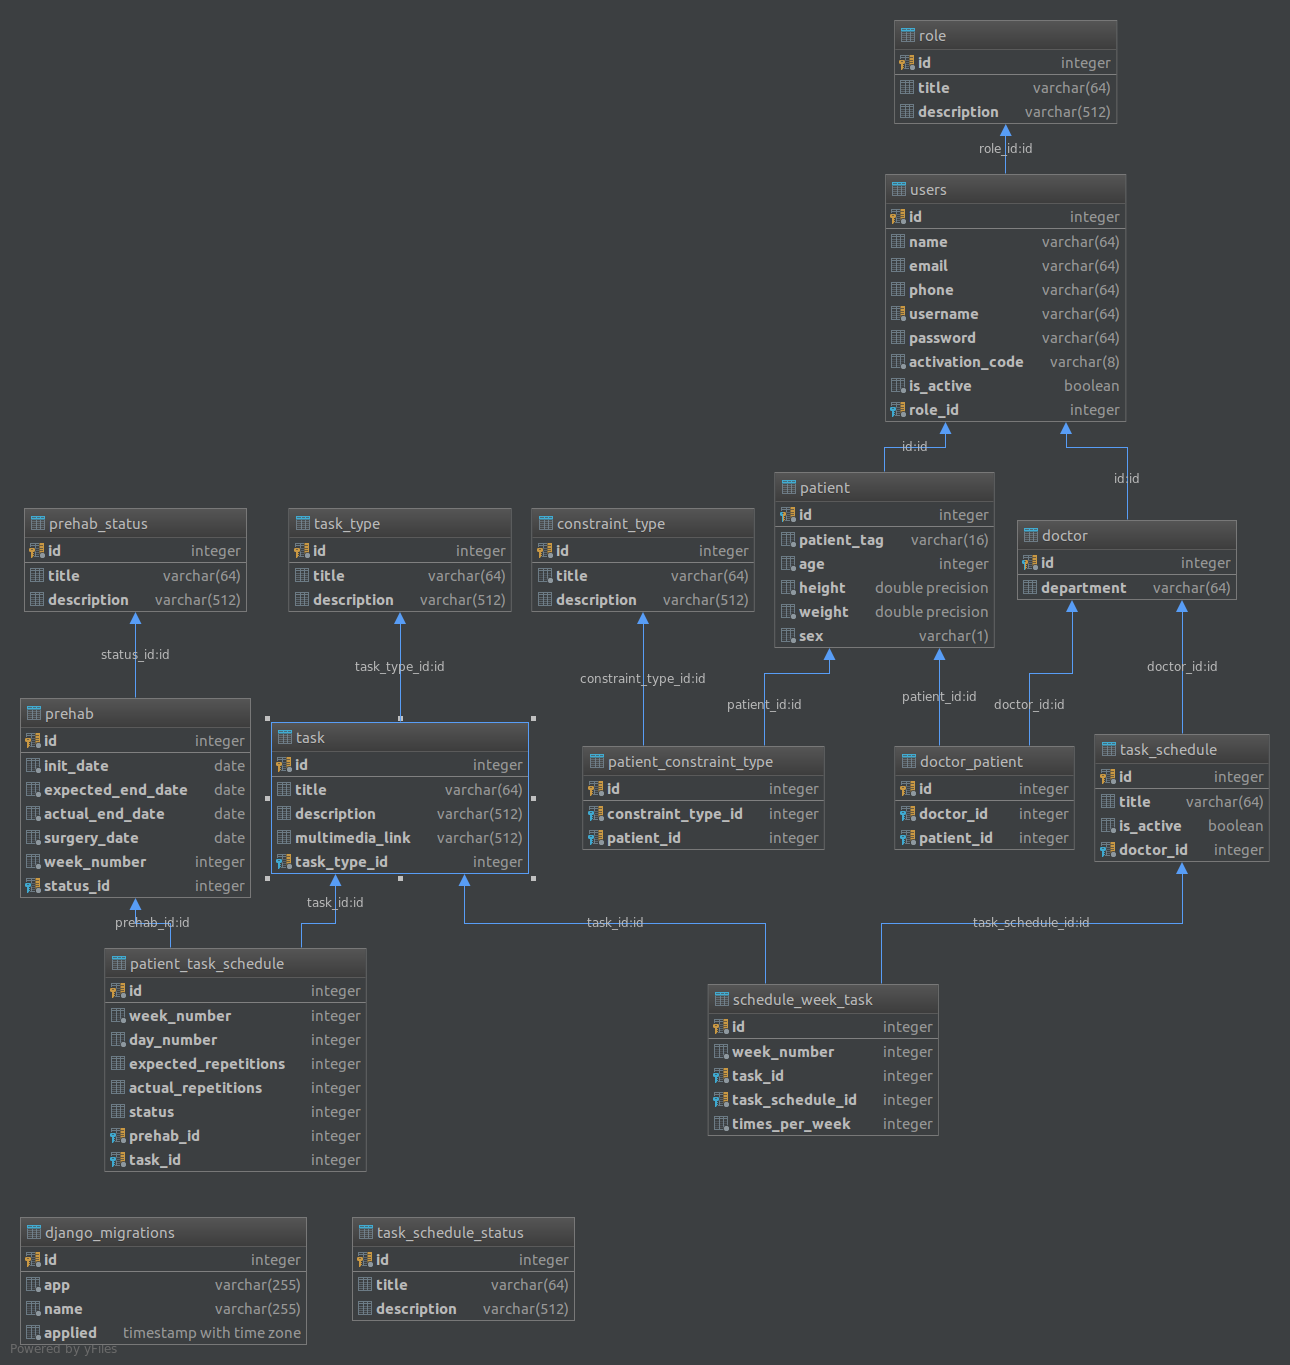 role
id integer
title varchar(64)
description varchar(512)
role_id:id
users
id integer
name varchar(64)
email varchar(64)
phone varchar(64)
username varchar(64)
password varchar(64)
activation_code varchar(8)
is_active boolean
role_id integer
id:id
id:id
patient
id integer
patient_tag varchar(16)
age integer
height double precision
weight double precision
sex varchar(1)
doctor
id integer
department varchar(64)
prehab_status
id integer
title varchar(64)
description varchar(512)
task_type
id integer
title varchar(64)
description varchar(512)
constraint_type
id integer
title varchar(64)
description varchar(512)
status_id:id
task_type_id:id
constraint_type_id:id
patient_id:id
patient_id:id
doctor_id:id
doctor_id:id
prehab
id integer
init_date date
expected_end_date date
actual_end_date date
surgery_date date
week_number integer
status_id integer
task
id integer
title varchar(64)
description varchar(512)
multimedia_link varchar(512)
task_type_id integer
patient_constraint_type
id integer
constraint_type_id integer
patient_id integer
doctor_patient
id integer
doctor_id integer
patient_id integer
task_schedule
id integer
title varchar(64)
is_active boolean
doctor_id integer
prehab_id:id
task_id:id
task_id:id
task_schedule_id:id
patient_task_schedule
id integer
week_number integer
day_number integer
expected_repetitions integer
actual_repetitions integer
status integer
prehab_id integer
task_id integer
schedule_week_task
id integer
week_number integer
task_id integer
task_schedule_id integer
times_per_week integer
django_migrations
id integer
app varchar(255)
name varchar(255)
applied timestamp with time zone
task_schedule_status
id integer
title varchar(64)
description varchar(512)
Powered by yFiles